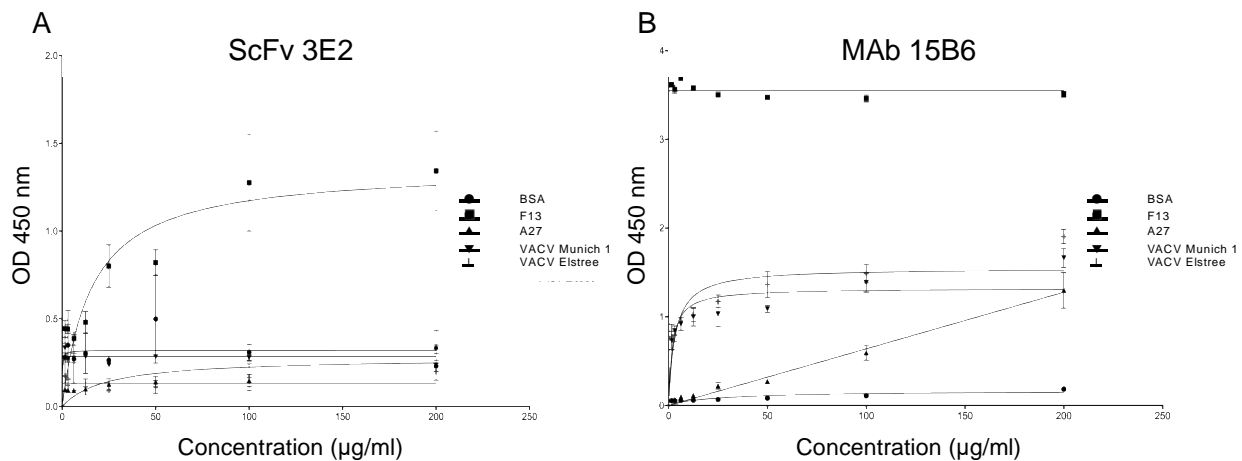 A
ScFv 3E2
2.0
1.5
1.0
0.5
0.0
0
50
100
150
200
250
OD 450 nm
Concentration (µg/ml)
BSA
F13
A27
VACV Munich 1
VACV Elstree
B
MAb 15B6
4
3
2
1
0
0
50
100
150
200
250
OD 450 nm
Concentration (µg/ml)
BSA
F13
A27
VACV Munich 1
VACV Elstree